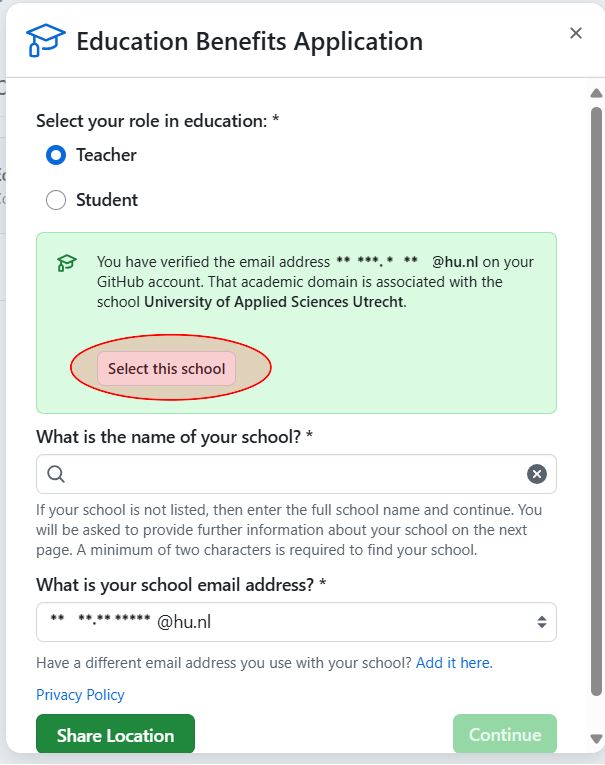 Education Benefits Application
Select your role in education: *
Teacher
Student
You have verified the email address ** ***.* ** @hu.nl on your
GitHub account. That academic domain is associated with the
school University of Applied Sciences Utrecht.
Select this school
What is the name of your school? *
If your school is not listed, then enter the full school name and continue. You
will be asked to provide further information about your school on the next
page. A minimum of two characters is required to find your school.
What is your school email address? *
** **.** ***** @hu.nl
Have a different email address you use with your school? Add it here.
Privacy Policy
Share Location
Continue